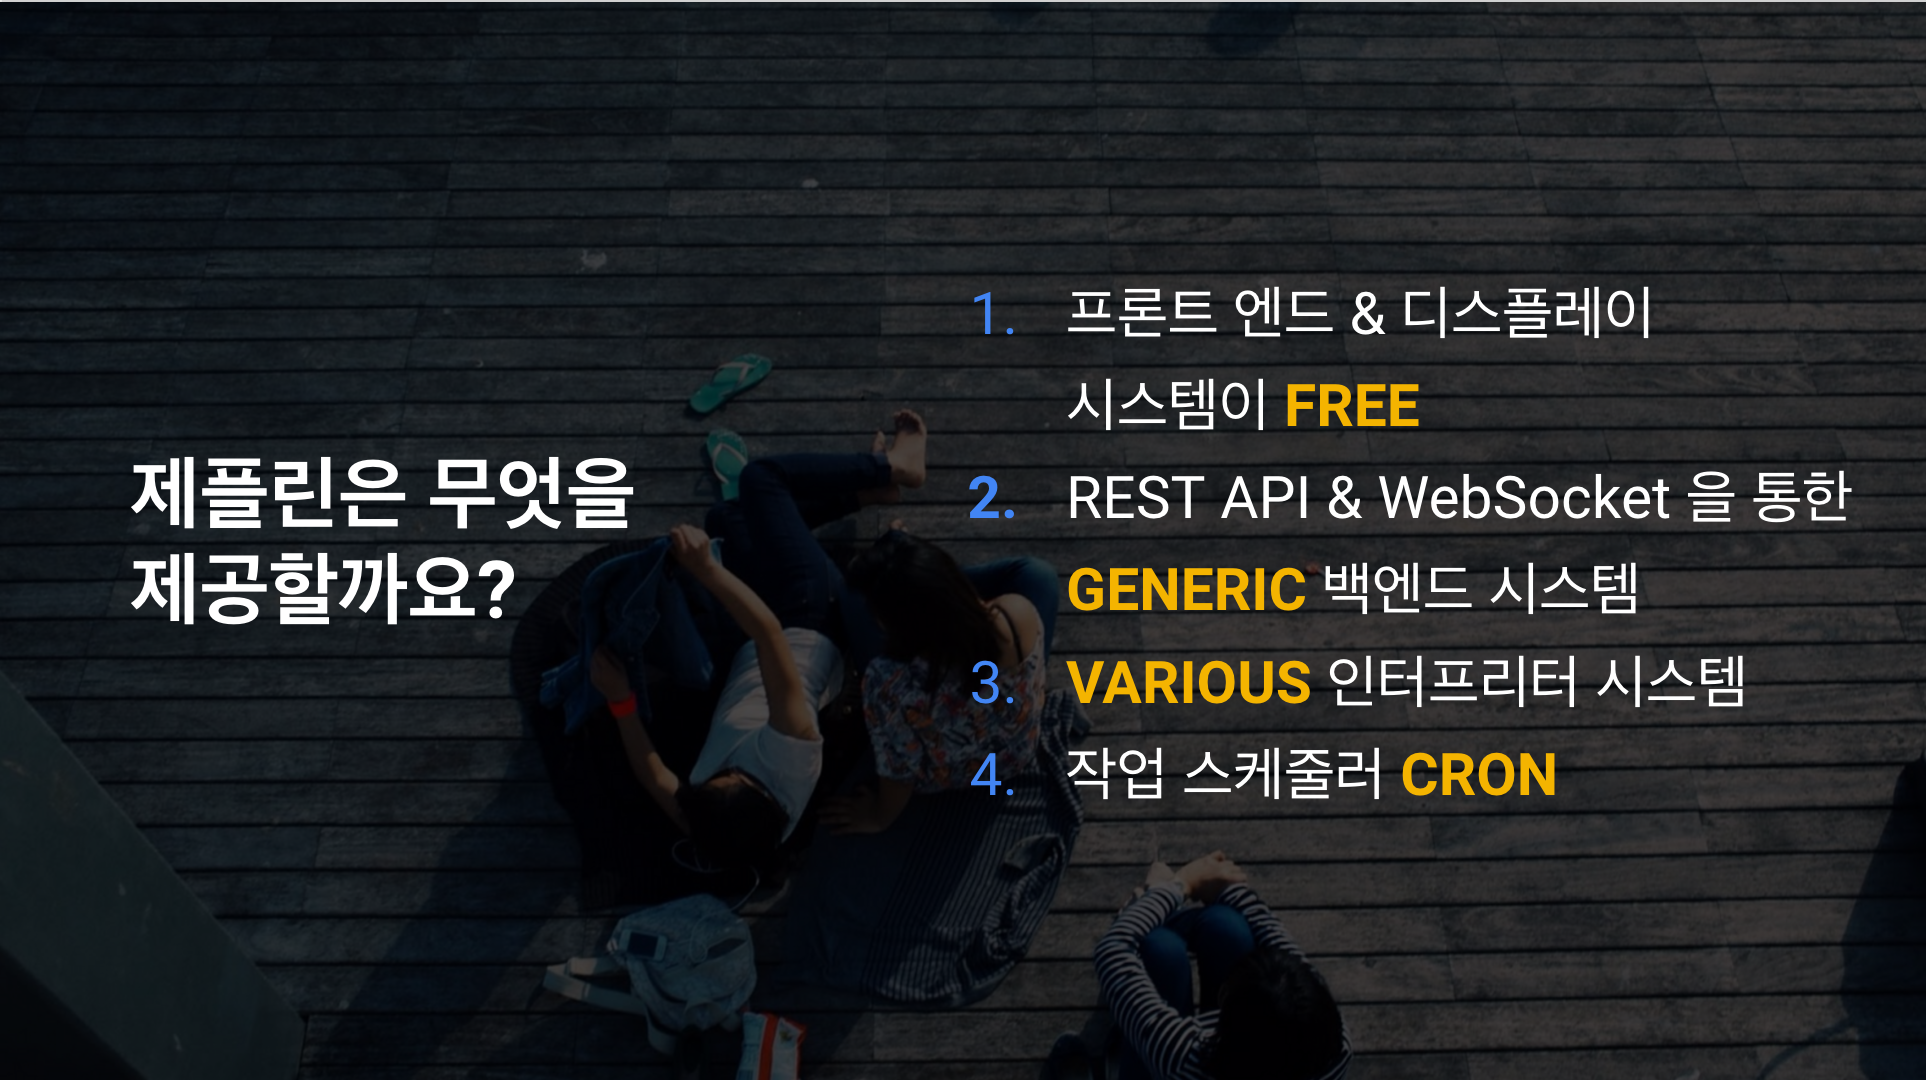 제플린은 무엇을
제공할까요?
1. 프론트 엔드 & 디스플레이
시스템이 FREE
2. REST API & WebSocket 을 통한
GENERIC 백엔드 시스템
3. VARIOUS 인터프리터 시스템
4. 작업 스케줄러 CRON